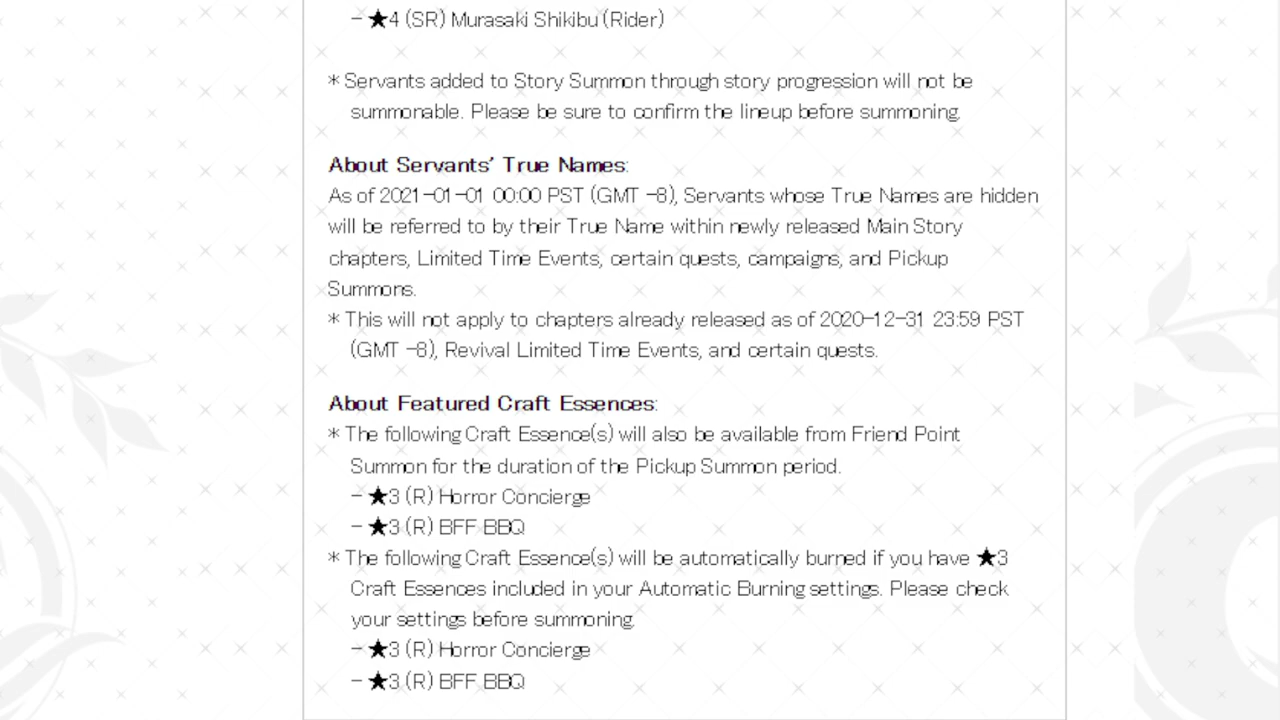 - ★4 (SR) Murasaki Shikibu (Rider)
* Servants added to Story Summon through story progression will not be
summonable. Please be sure to confirm the lineup before summoning.
About Servants' True Names:
As of 2021-01-01 00:00 PST (GMT -8), Servants whose True Names are hidden
will be referred to by their True Name within newly released Main Story
chapters, Limited Time Events, certain quests, campaigns, and Pickup
Summons.
* This will not apply to chapters already released as of 2020-12-31 23:59 PST
(GMT -8), Revival Limited Time Events, and certain quests.
About Featured Craft Essences:
* The following Craft Essence(s) will also be available from Friend Point
Summon for the duration of the Pickup Summon period.
- ★3 (R) Horror Concierge
- ★3 (R) BFF BBQ
* The following Craft Essence(s) will be automatically burned if you have ★3
Craft Essences included in your Automatic Burning settings. Please check
your settings before summoning.
- ★3 (R) Horror Concierge
- ★3 (R) BFF BBQ